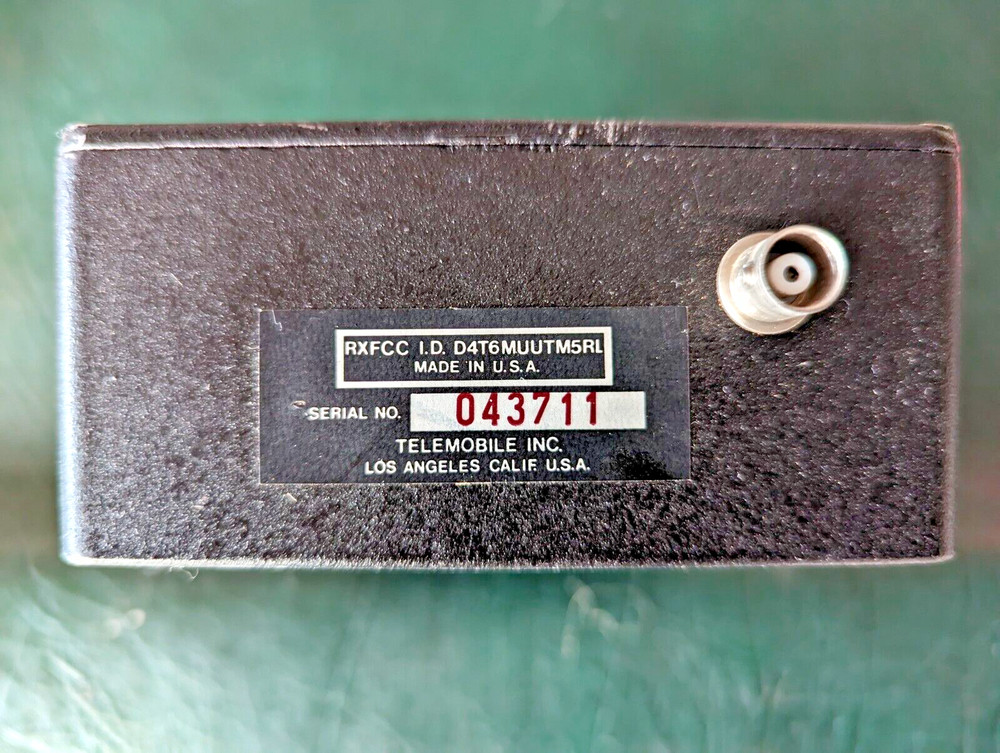 RXFCC I.D. D4T6MUUTM5RL
MADE IN U.S.A.
SERIAL NO. 043711
TELEMOBILE INC.
LOS ANGELES CALIF. U.S.A.